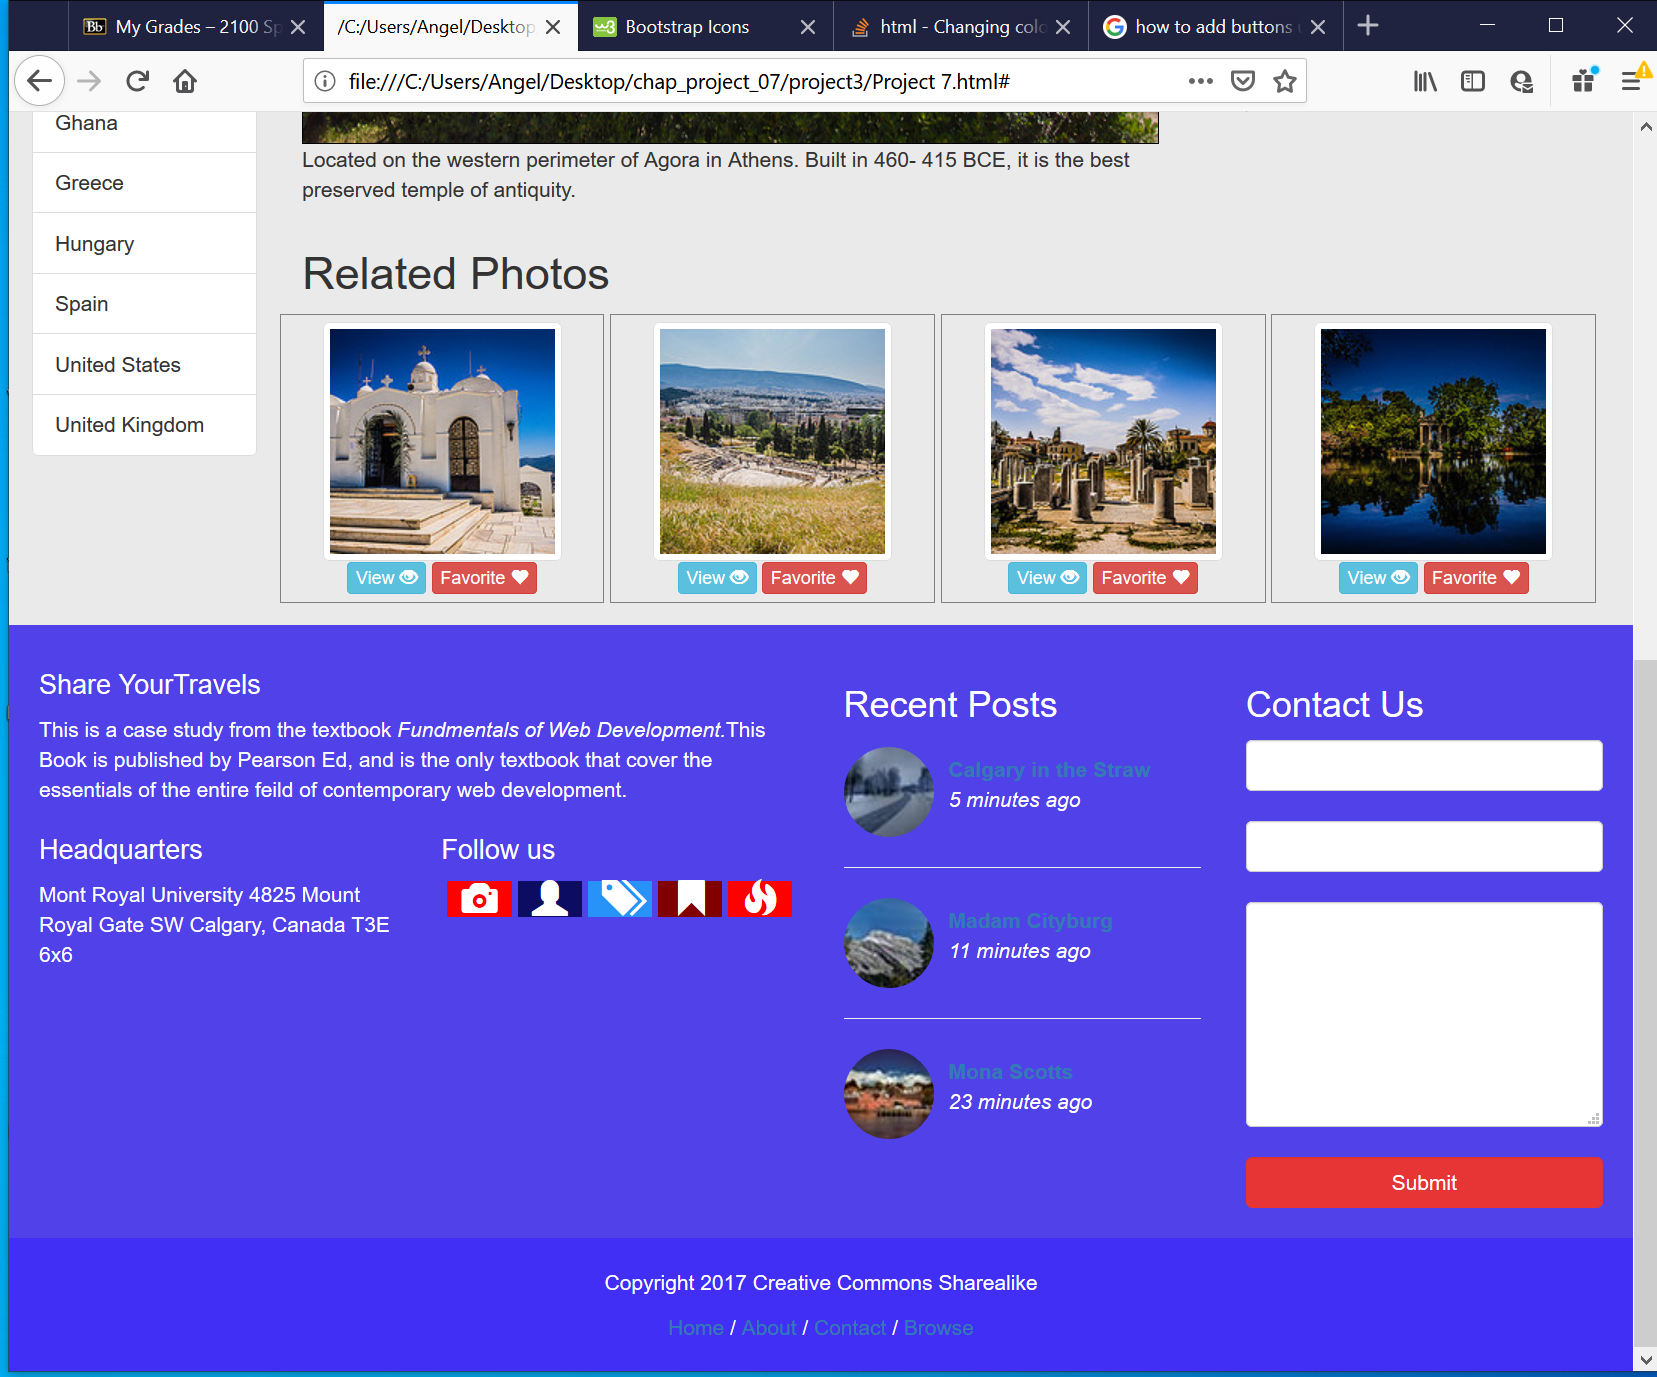 My Grades – 2100 Sp
/C:/Users/Angel/Desktop
Bootstrap Icons
html - Changing colo
how to add buttons
file:///C:/Users/Angel/Desktop/chap_project_07/project3/Project 7.html#
Ghana
Greece
Hungary
Spain
United States
United Kingdom
Located on the western perimeter of Agora in Athens. Built in 460- 415 BCE, it is the best
preserved temple of antiquity.
Related Photos
View Favorite
View Favorite
View Favorite
View Favorite
Share YourTravels
This is a case study from the textbook Fundmentals of Web Development.This
Book is published by Pearson Ed, and is the only textbook that cover the
essentials of the entire feild of contemporary web development.
Headquarters
Mont Royal University 4825 Mount
Royal Gate SW Calgary, Canada T3E
6x6
Follow us
Recent Posts
Calgary in the Straw
5 minutes ago
Madam Cityburg
11 minutes ago
Mona Scotts
23 minutes ago
Contact Us
Submit
Copyright 2017 Creative Commons Sharealike
Home / About / Contact / Browse